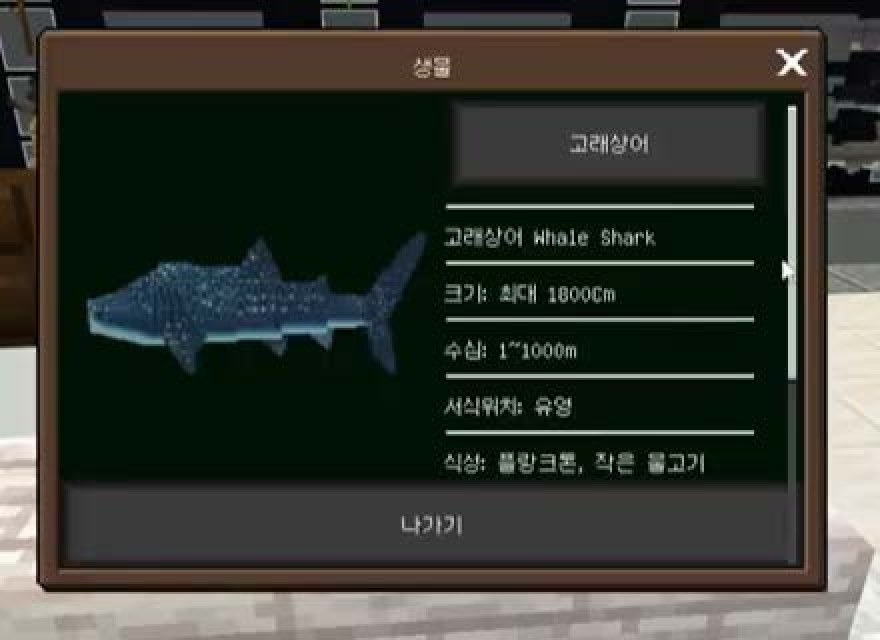 생물
고래상어
고래상어 Whale Shark
크기: 최대 1800Cm
수심: 1~1000m
서식위치: 유영
식성: 플랑크톤, 작은 물고기
나가기